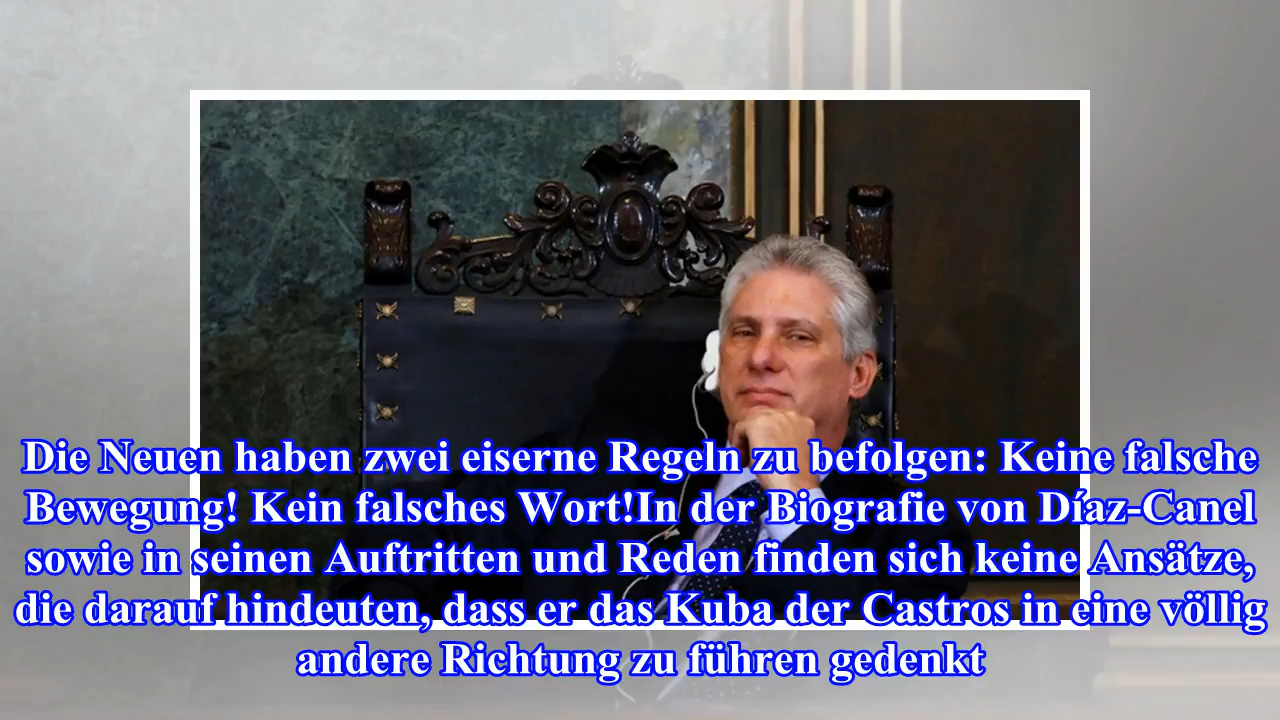 Die Neuen haben zwei eiserne Regeln zu befolgen: Keine falsche
Bewegung! Kein falsches Wort!In der Biografie von Díaz-Canel
sowie in seinen Auftritten und Reden finden sich keine Ansätze,
die darauf hindeuten, dass er das Kuba der Castros in eine völlig
andere Richtung zu führen gedenkt